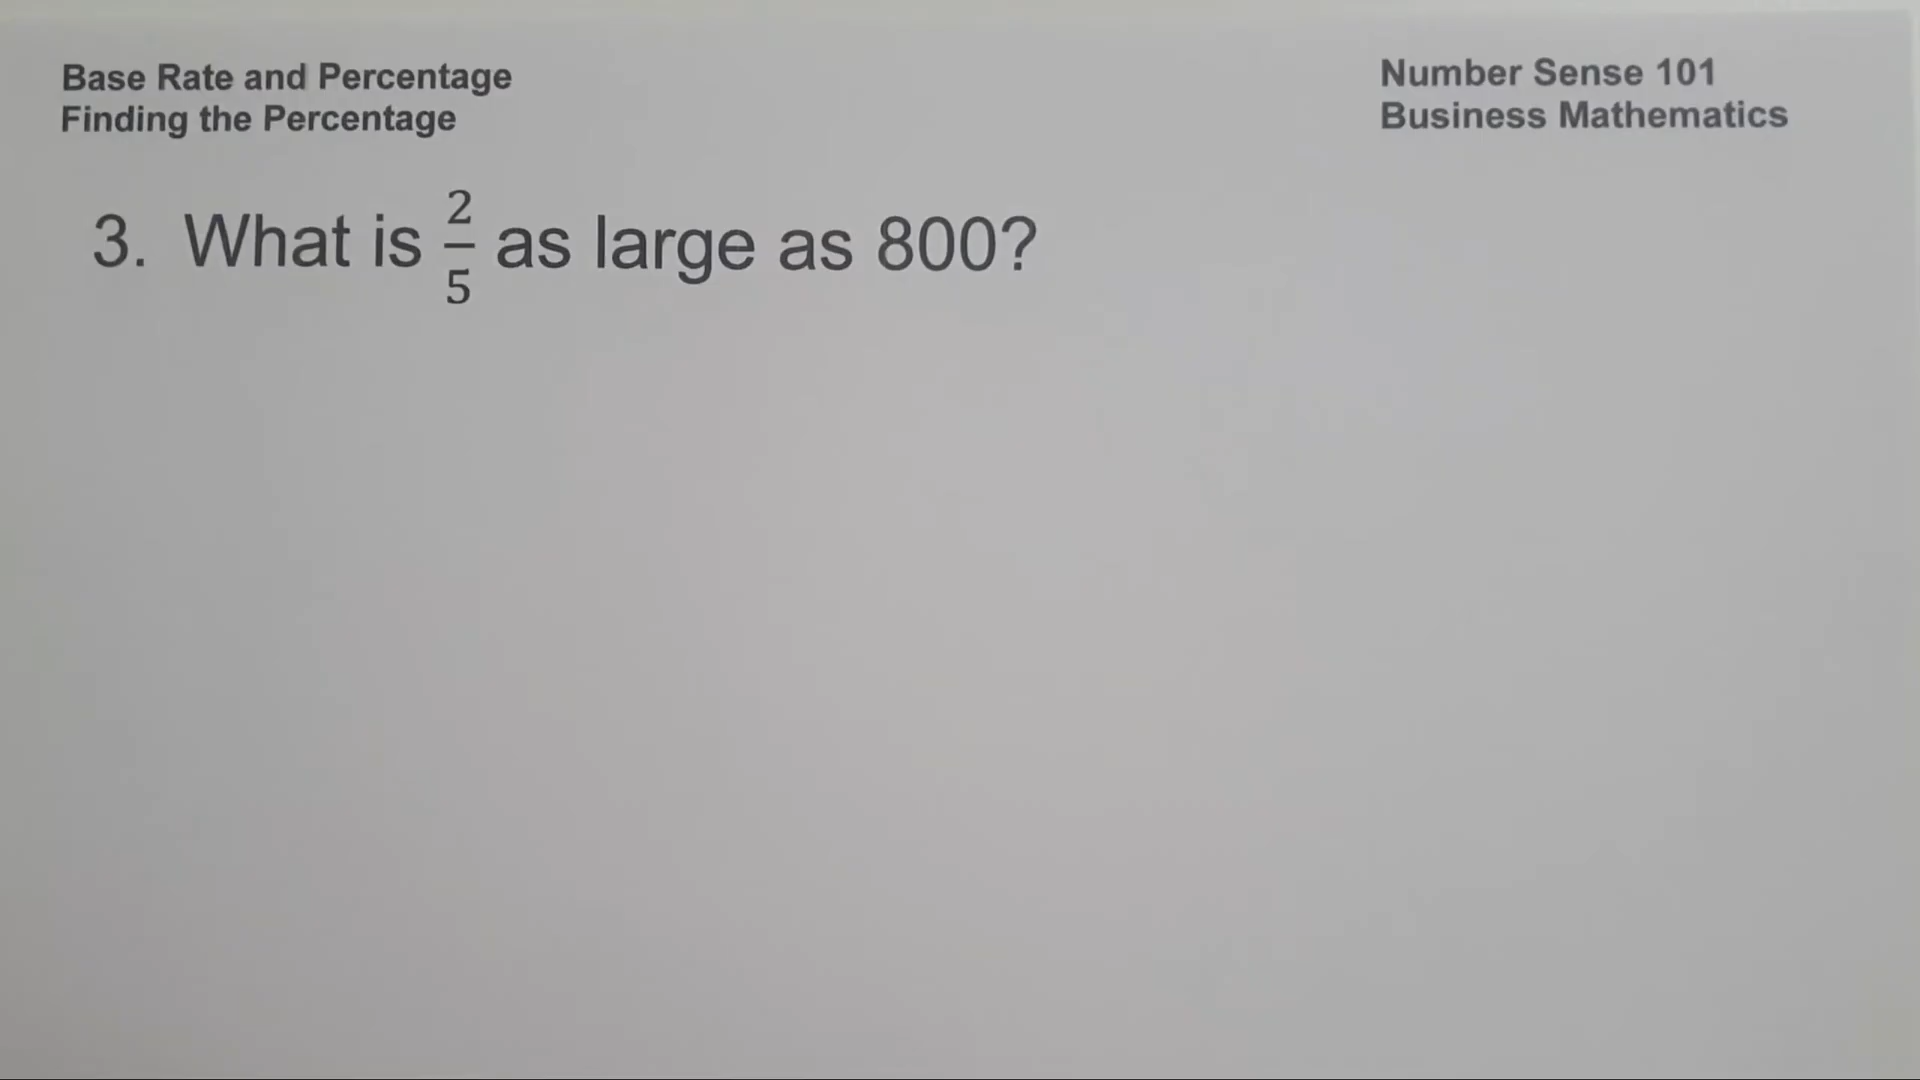 Base Rate and Percentage
Finding the Percentage
Number Sense 101
Business Mathematics
3. What is 2/5 as large as 800?